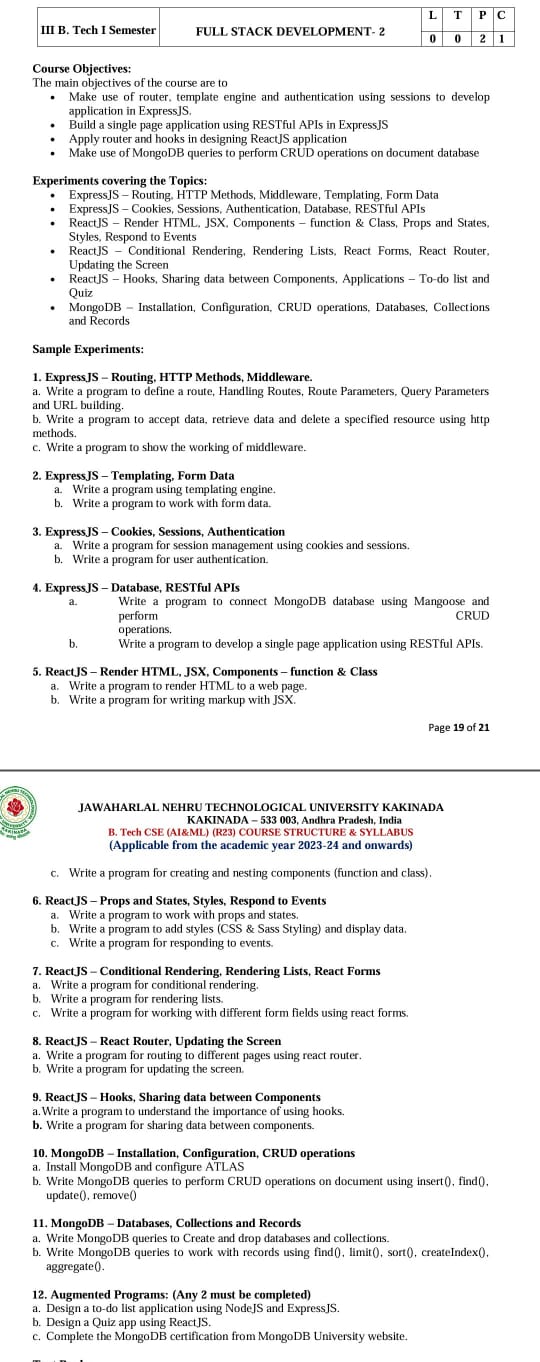 III B. Tech I Semester
FULL STACK DEVELOPMENT- 2
L T P C
0 0 2 1
Course Objectives:
The main objectives of the course are to
• Make use of router, template engine and authentication using sessions to develop
application in ExpressJS.
• Build a single page application using RESTful APIs in ExpressJS
• Apply router and hooks in designing ReactJS application
• Make use of MongoDB queries to perform CRUD operations on document database
Experiments covering the Topics:
• ExpressJS – Routing, HTTP Methods, Middleware, Templating, Form Data
• ExpressJS – Cookies, Sessions, Authentication, Database, RESTful APIs
• ReactJS – Render HTML, JSX, Components – function & Class, Props and States,
Styles, Respond to Events
• ReactJS – Conditional Rendering, Rendering Lists, React Forms, React Router,
Updating the Screen
• ReactJS – Hooks, Sharing data between Components, Applications – To-do list and
Quiz
• MongoDB – Installation, Configuration, CRUD operations, Databases, Collections
and Records
Sample Experiments:
1. ExpressJS – Routing, HTTP Methods, Middleware.
a. Write a program to define a route, Handling Routes, Route Parameters, Query Parameters
and URL building.
b. Write a program to accept data, retrieve data and delete a specified resource using http
methods.
c. Write a program to show the working of middleware.
2. ExpressJS – Templating, Form Data
a. Write a program using templating engine.
b. Write a program to work with form data.
3. ExpressJS – Cookies, Sessions, Authentication
a. Write a program for session management using cookies and sessions.
b. Write a program for user authentication.
4. ExpressJS – Database, RESTful APIs
a. Write a program to connect MongoDB database using Mangoose and
perform CRUD
operations.
b. Write a program to develop a single page application using RESTful APIs.
5. ReactJS – Render HTML, JSX, Components – function & Class
a. Write a program to render HTML to a web page.
b. Write a program for writing markup with JSX.
Page 19 of 21
JAWAHARLAL NEHRU TECHNOLOGICAL UNIVERSITY KAKINADA
KAKINADA – 533 003, Andhra Pradesh, India
B. Tech CSE (AI&ML) (R23) COURSE STRUCTURE & SYLLABUS
(Applicable from the academic year 2023-24 and onwards)
c. Write a program for creating and nesting components (function and class).
6. ReactJS – Props and States, Styles, Respond to Events
a. Write a program to work with props and states.
b. Write a program to add styles (CSS & Sass Styling) and display data.
c. Write a program for responding to events.
7. ReactJS – Conditional Rendering, Rendering Lists, React Forms
a. Write a program for conditional rendering.
b. Write a program for rendering lists.
c. Write a program for working with different form fields using react forms.
8. ReactJS – React Router, Updating the Screen
a. Write a program for routing to different pages using react router.
b. Write a program for updating the screen.
9. ReactJS – Hooks, Sharing data between Components
a.Write a program to understand the importance of using hooks.
b. Write a program for sharing data between components.
10. MongoDB – Installation, Configuration, CRUD operations
a. Install MongoDB and configure ATLAS
b. Write MongoDB queries to perform CRUD operations on document using insert(), find(),
update(), remove()
11. MongoDB – Databases, Collections and Records
a. Write MongoDB queries to Create and drop databases and collections.
b. Write MongoDB queries to work with records using find(), limit(), sort(), createIndex(),
aggregate().
12. Augmented Programs: (Any 2 must be completed)
a. Design a to-do list application using NodeJS and ExpressJS.
b. Design a Quiz app using ReactJS.
c. Complete the MongoDB certification from MongoDB University website.